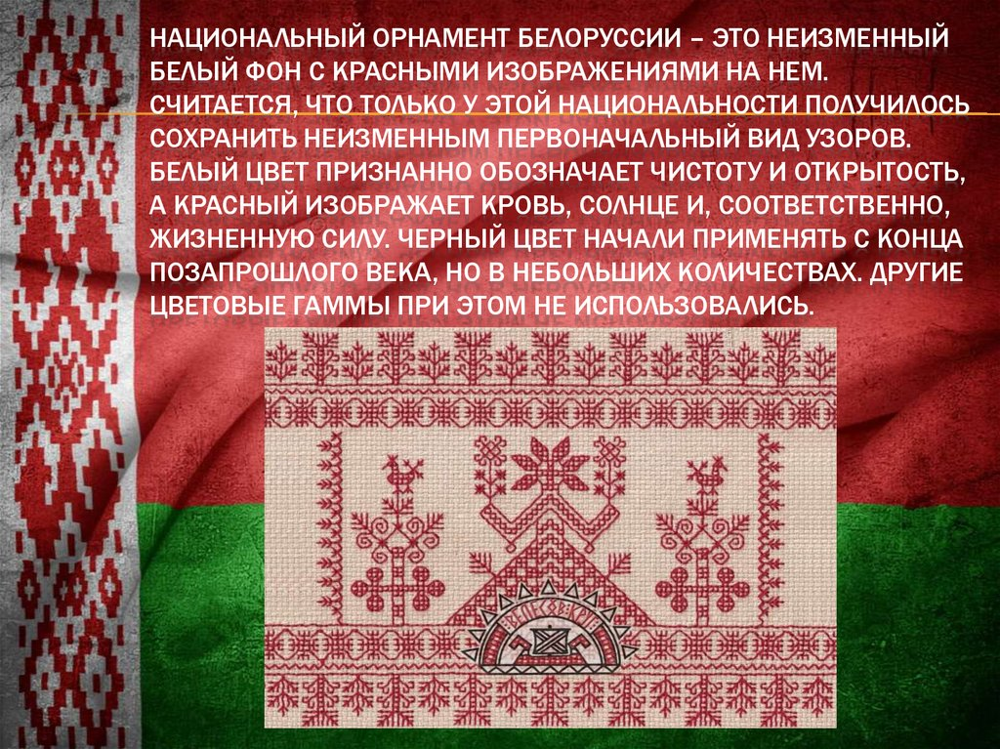 НАЦИОНАЛЬНЫЙ ОРНАМЕНТ БЕЛОРУССИИ – ЭТО НЕИЗМЕННЫЙ
БЕЛЫЙ ФОН С КРАСНЫМИ ИЗОБРАЖЕНИЯМИ НА НЕМ.
СЧИТАЕТСЯ, ЧТО ТОЛЬКО У ЭТОЙ НАЦИОНАЛЬНОСТИ ПОЛУЧИЛОСЬ
СОХРАНИТЬ НЕИЗМЕННЫМ ПЕРВОНАЧАЛЬНЫЙ ВИД УЗОРОВ.
БЕЛЫЙ ЦВЕТ ПРИЗНАННО ОБОЗНАЧАЕТ ЧИСТОТУ И ОТКРЫТОСТЬ,
А КРАСНЫЙ ИЗОБРАЖАЕТ КРОВЬ, СОЛНЦЕ И, СООТВЕТСТВЕННО,
ЖИЗНЕННУЮ СИЛУ. ЧЕРНЫЙ ЦВЕТ НАЧАЛИ ПРИМЕНЯТЬ С КОНЦА
ПОЗАПРОШЛОГО ВЕКА, НО В НЕБОЛЬШИХ КОЛИЧЕСТВАХ. ДРУГИЕ
ЦВЕТОВЫЕ ГАММЫ ПРИ ЭТОМ НЕ ИСПОЛЬЗОВАЛИСЬ.